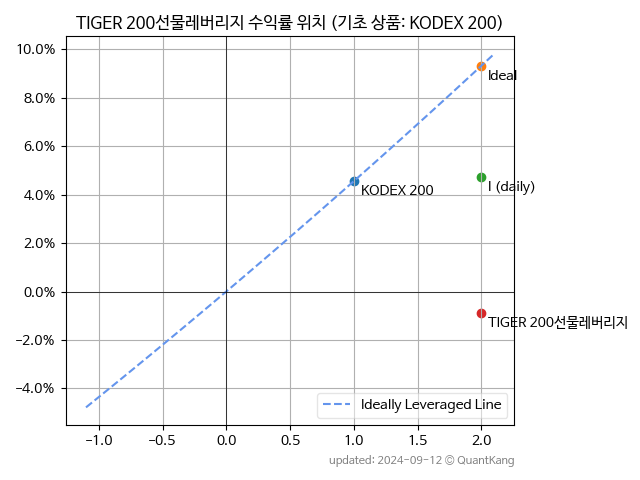 TIGER 200선물레버리지 수익률 위치 (기초 상품: KODEX 200)
10.0%
8.0%
6.0%
4.0%
2.0%
0.0%
−2.0%
−4.0%
Ideal
I (daily)
KODEX 200
TIGER 200선물레버리지
Ideally Leveraged Line
−1.0 −0.5 0.0 0.5 1.0 1.5 2.0
updated: 2024-09-12 © QuantKang